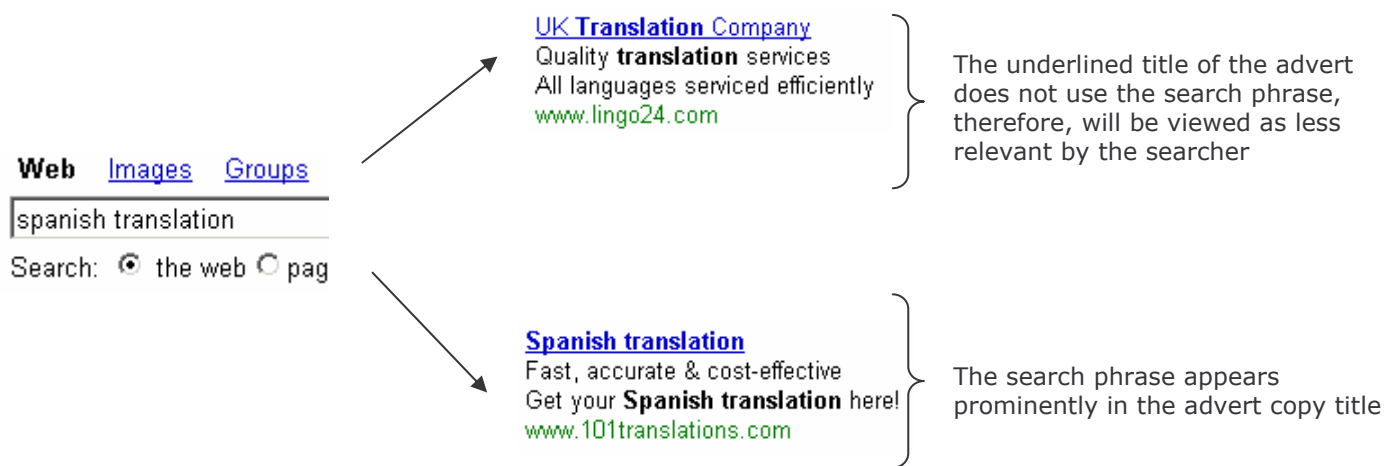 UK Translation Company
Quality translation services
All languages serviced efficiently
www.lingo24.com
The underlined title of the advert
does not use the search phrase,
therefore, will be viewed as less
relevant by the searcher
Web Images Groups
spanish translation
Search: the web pag
Spanish translation
Fast, accurate & cost-effective
Get your Spanish translation here!
www.101translations.com
The search phrase appears
prominently in the advert copy title